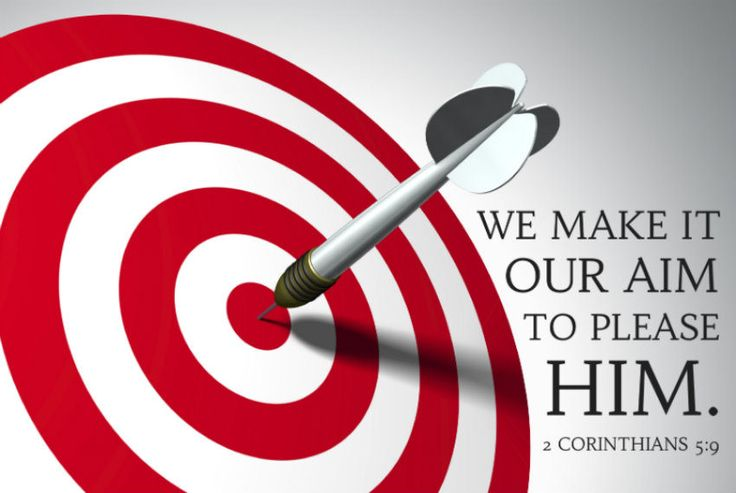 WE MAKE IT
OUR AIM
TO PLEASE
HIM.
2 CORINTHIANS 5:9